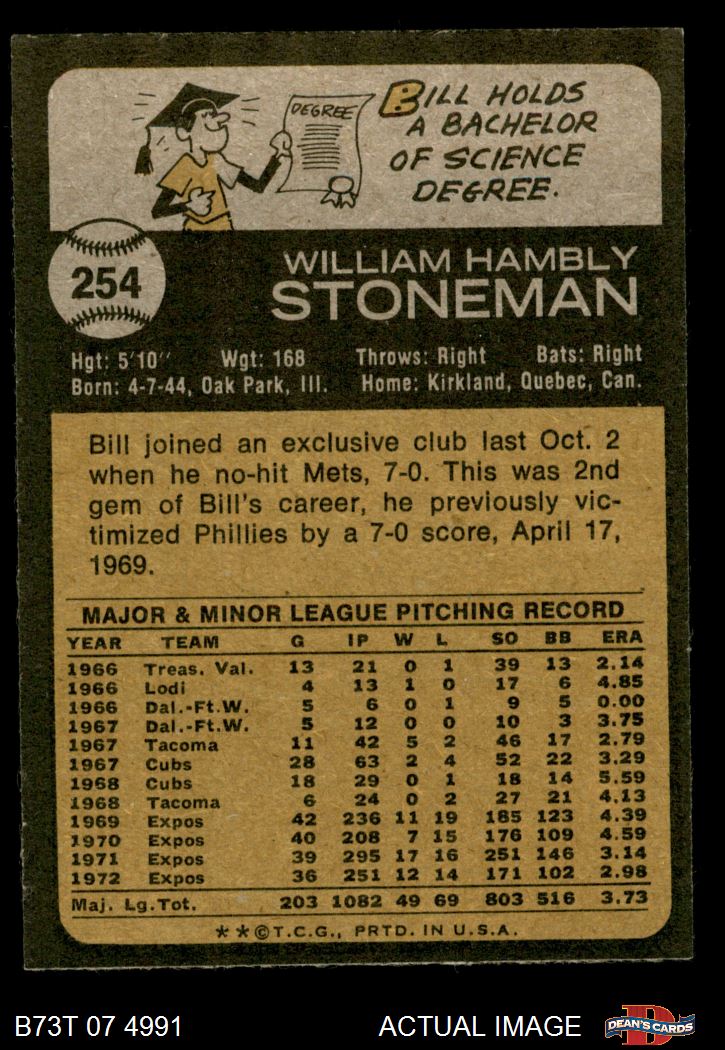 DEGREE
BILL HOLDS
A BACHELOR
OF SCIENCE
DEGREE.
254
WILLIAM HAMBLY
STONEMAN
Hgt: 5'10'' Wgt: 168 Throws: Right Bats: Right
Born: 4-7-44, Oak Park, Ill. Home: Kirkland, Quebec, Can.
Bill joined an exclusive club last Oct. 2
when he no-hit Mets, 7-0. This was 2nd
gem of Bill's career, he previously vic-
timized Phillies by a 7-0 score, April 17,
1969.
MAJOR & MINOR LEAGUE PITCHING RECORD
YEAR TEAM G IP W L SO BB ERA
1966 Treas. Val. 13 21 0 1 39 13 2.14
1966 Lodi 4 13 1 0 17 6 4.85
1966 Dal.-Ft.W. 5 6 0 1 9 5 0.00
1967 Dal.-Ft.W. 5 12 0 0 10 3 3.75
1967 Tacoma 11 42 5 2 46 17 2.79
1967 Cubs 28 63 2 4 52 22 3.29
1968 Cubs 18 29 0 1 18 14 5.59
1968 Tacoma 6 24 0 2 27 21 4.13
1969 Expos 42 236 11 19 185 123 4.39
1970 Expos 40 208 7 15 176 109 4.59
1971 Expos 39 295 17 16 251 146 3.14
1972 Expos 36 251 12 14 171 102 2.98
Maj. Lg.Tot. 203 1082 49 69 803 516 3.73
**©T.C.G., PRTD. IN U.S.A.
B73T 07 4991 ACTUAL IMAGE
D
DEAN'S CARDS